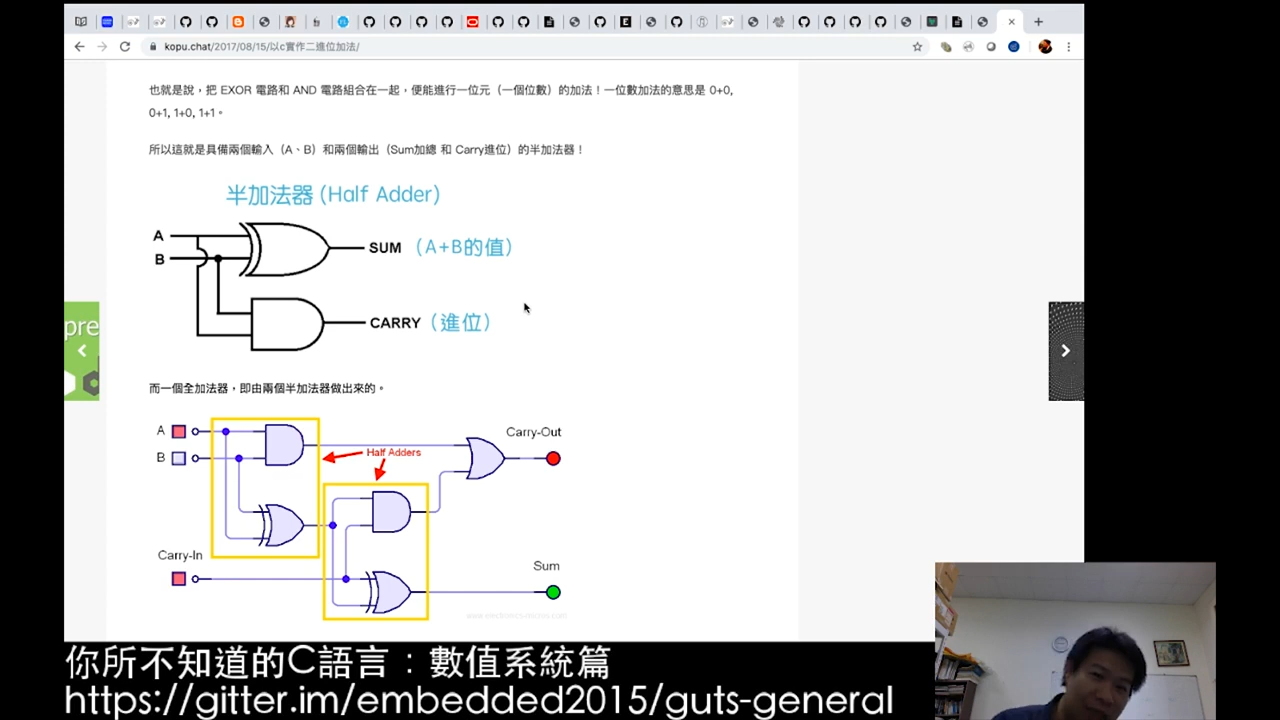 kopu.chat/2017/08/15/以c實作二進位加法/
也就是說，把 EXOR 電路和 AND 電路組合在一起，便能進行一位元（一個位數）的加法！一位數加法的意思是 0+0,
0+1, 1+0, 1+1。
所以這就是具備兩個輸入（A、B）和兩個輸出（Sum加總 和 Carry進位）的半加法器！
半加法器 (Half Adder)
A
SUM （A+B的值）
B
CARRY（進位）
pre
而一個全加法器，即由兩個半加法器做出來的。
A
Carry-Out
Half Adders
B
Carry-In
Sum
你所不知道的C語言：數值系統篇
https://gitter.im/embedded2015/guts-general